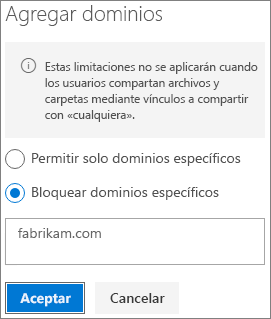 Agregar dominios
Estas limitaciones no se aplicarán cuando
los usuarios compartan archivos y
carpetas mediante vínculos a compartir
con «cualquiera».
Permitir solo dominios específicos
Bloquear dominios específicos
fabrikam.com
Aceptar
Cancelar